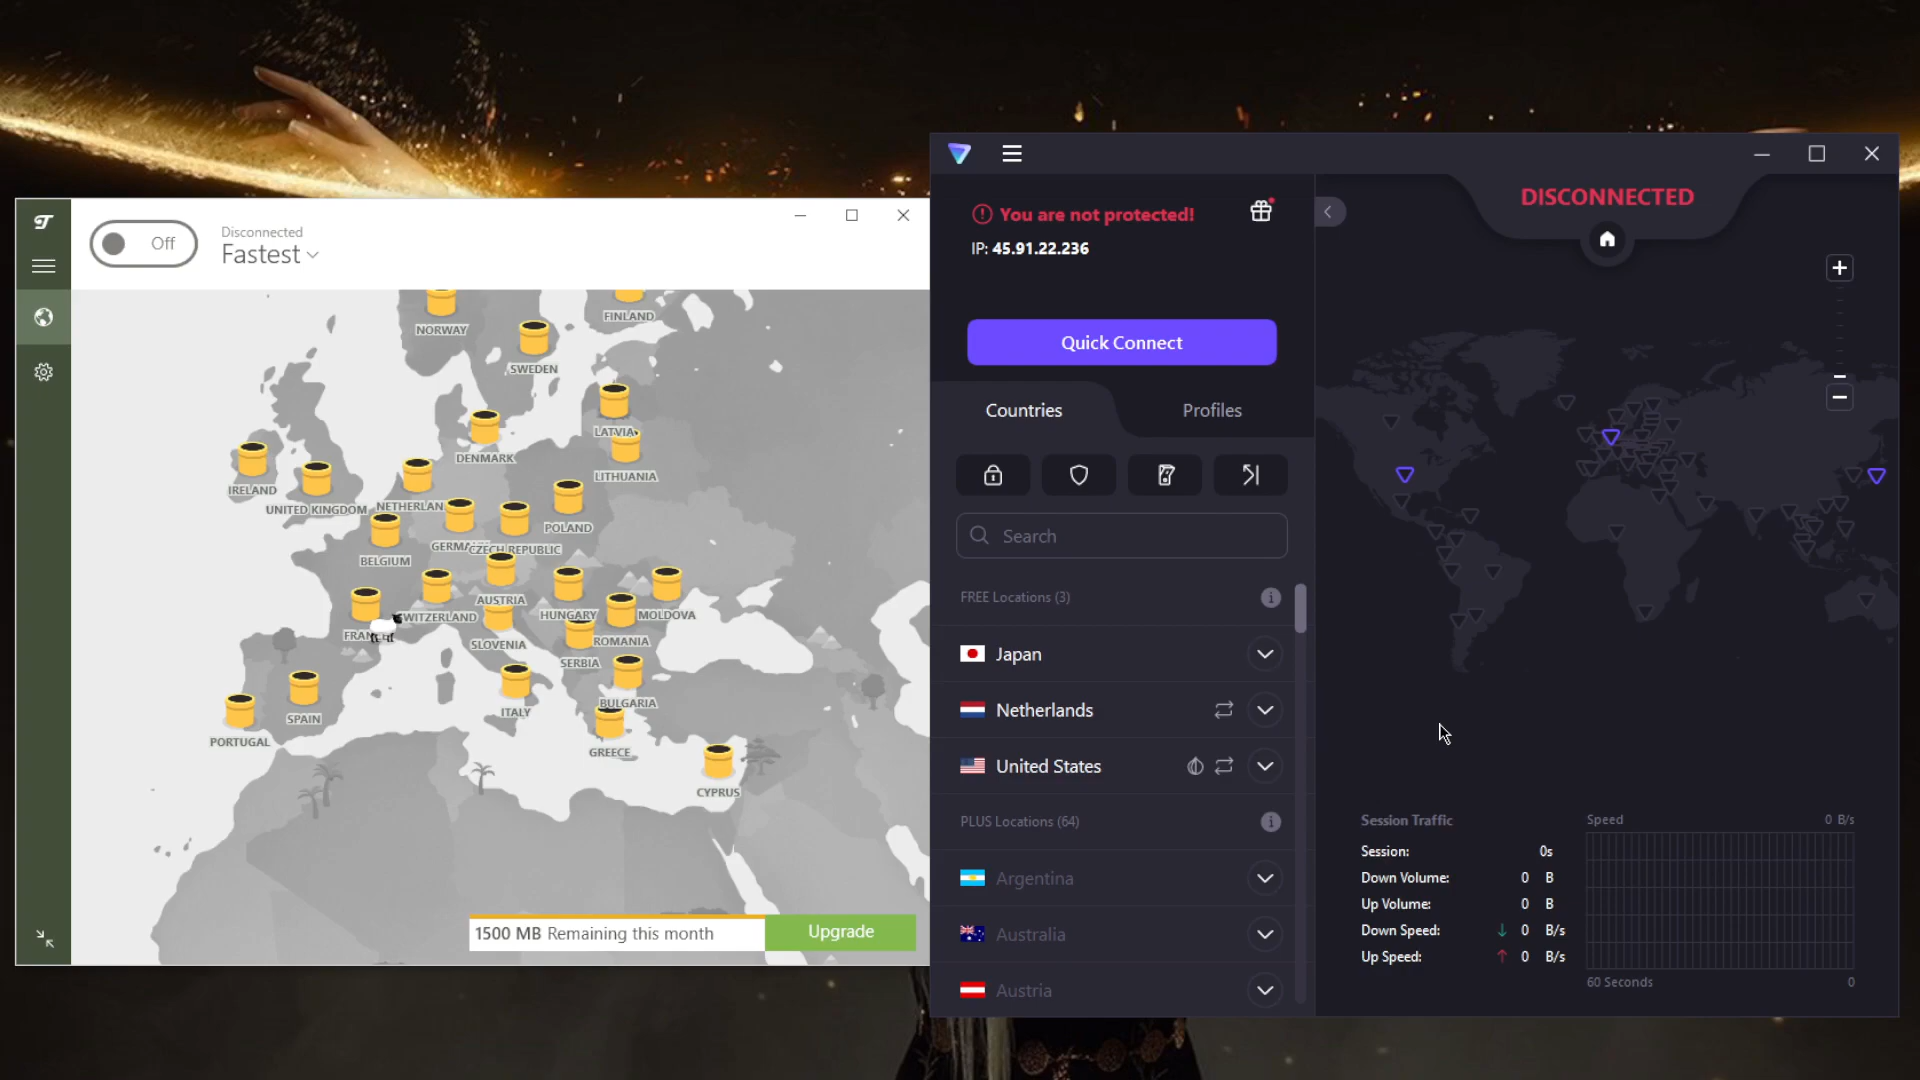 Off
Disconnected
Fastest
NORWAY
FINLAND
SWEDEN
LATVIA
DENMARK
LITHUANIA
IRELAND
UNITED KINGDOM
NETHERLAN
POLAND
GERMA
CZECH REPUBLIC
BELGIUM
AUSTRIA
WITZERLAND
HUNGARY
MOLDOVA
FRAN
SLOVENIA
ROMANIA
SERBIA
BULGARIA
SPAIN
ITALY
PORTUGAL
GREECE
CYPRUS
1500 MB Remaining this month
Upgrade
You are not protected!
IP: 45.91.22.236
Quick Connect
Countries
Profiles
Search
FREE Locations (3)
Japan
Netherlands
United States
PLUS Locations (64)
Argentina
Australia
Austria
DISCONNECTED
Session Traffic
Session: 0s
Down Volume: 0 B
Up Volume: 0 B
Down Speed: ↓ 0 B/s
Up Speed: ↑ 0 B/s
Speed 0 B/s
60 Seconds 0